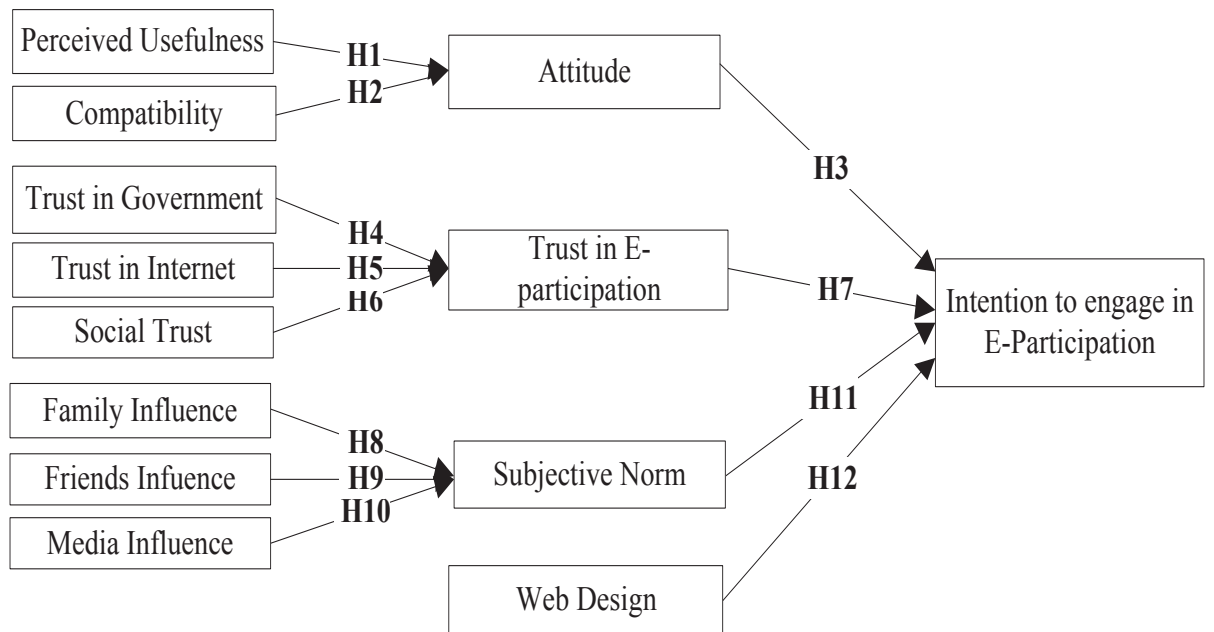 Perceived Usefulness
H1
Attitude
H2
Compatibility
H3
Trust in Government
H4
Trust in E-
participation
Trust in Internet
H5
H7
Intention to engage in
E-Participation
H6
Social Trust
Family Influence
H11
H8
Friends Infuence
H9
Subjective Norm
H12
H10
Media Influence
Web Design